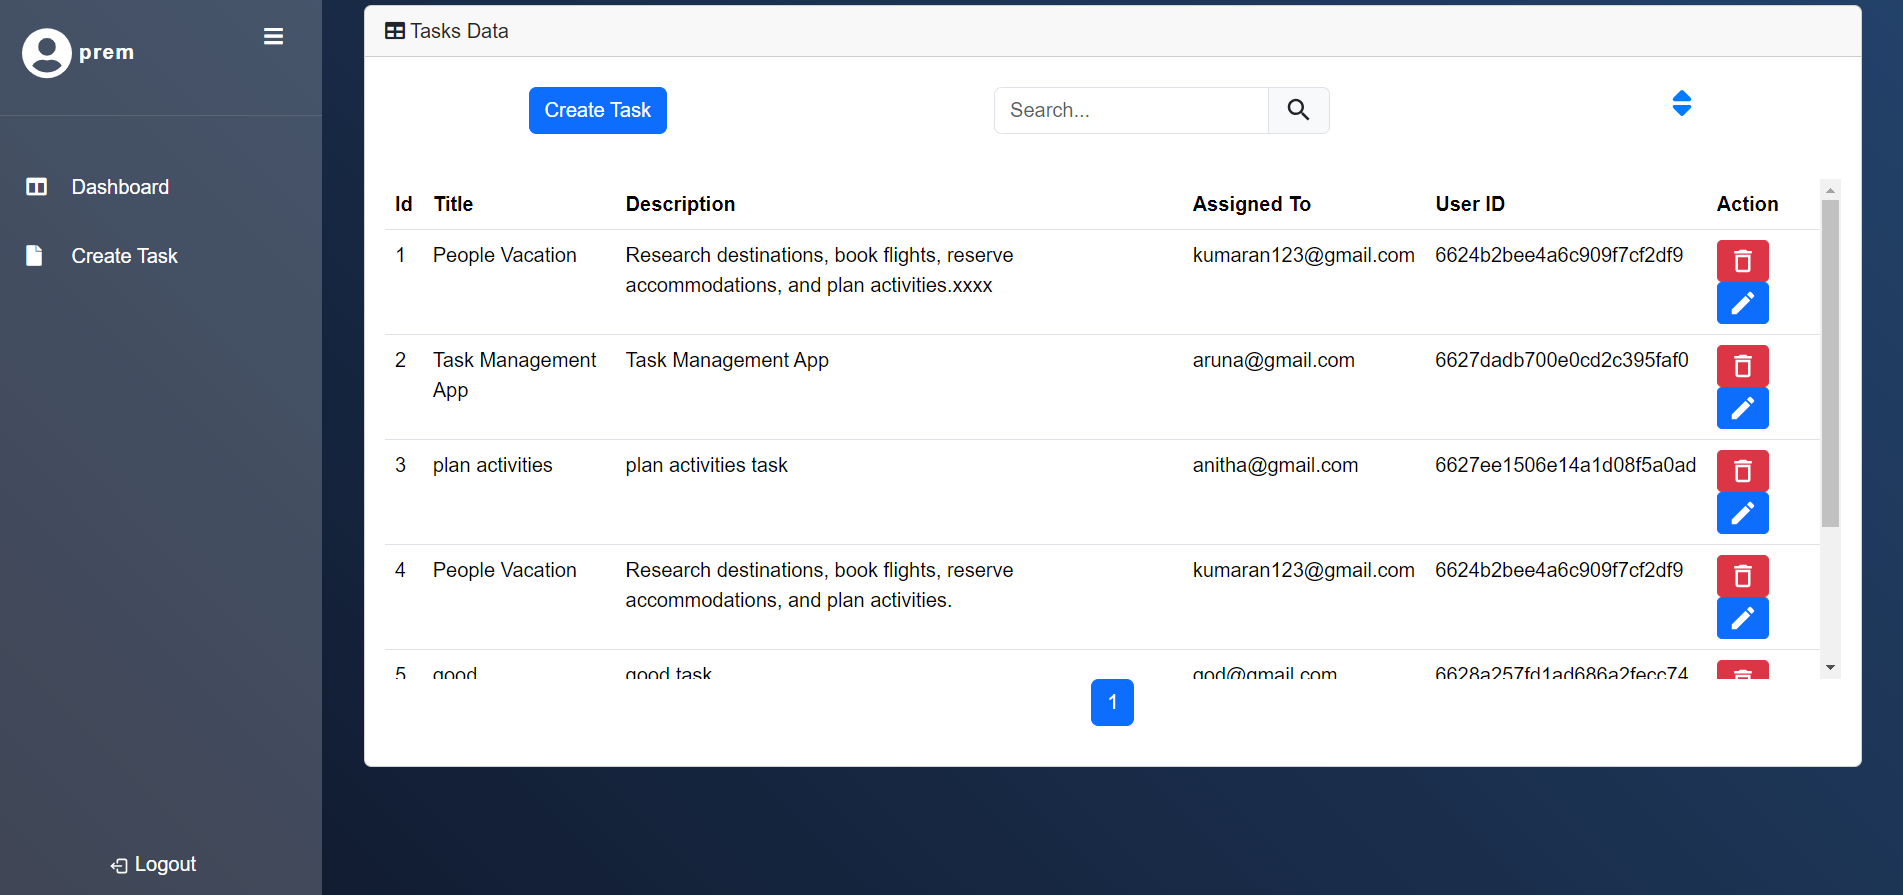 prem
Dashboard
Create Task
Logout
Tasks Data
Create Task
Search...
Id Title Description Assigned To User ID Action
1 People Vacation Research destinations, book flights, reserve kumaran123@gmail.com 6624b2bee4a6c909f7cf2df9
accommodations, and plan activities.xxxx
2 Task Management Task Management App aruna@gmail.com 6627dadb700e0cd2c395faf0
App
3 plan activities plan activities task anitha@gmail.com 6627ee1506e14a1d08f5a0ad
4 People Vacation Research destinations, book flights, reserve kumaran123@gmail.com 6624b2bee4a6c909f7cf2df9
accommodations, and plan activities.
5 good good task god@gmail.com 6628a257fd1ad686a2fecc74
1